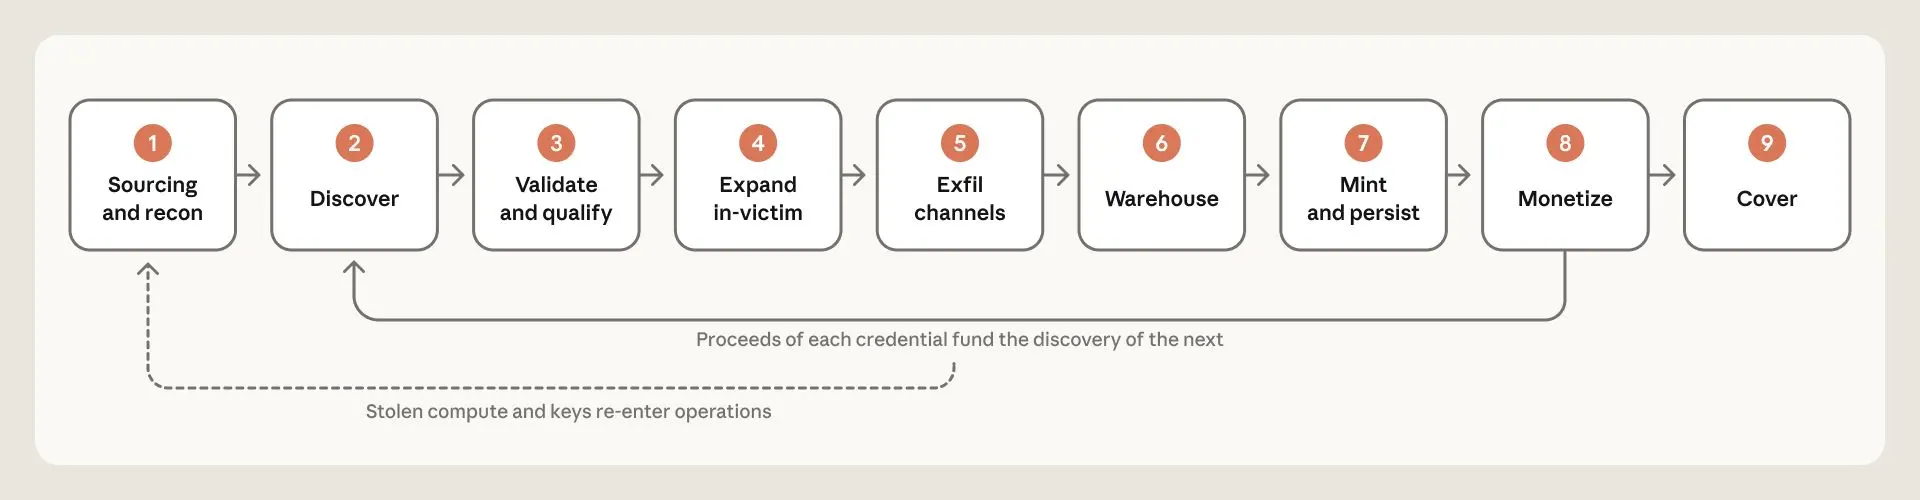 1
Sourcing
and recon
2
Discover
3
Validate
and qualify
4
Expand
in-victim
5
Exfil
channels
6
Warehouse
7
Mint
and persist
8
Monetize
9
Cover
Proceeds of each credential fund the discovery of the next
Stolen compute and keys re-enter operations